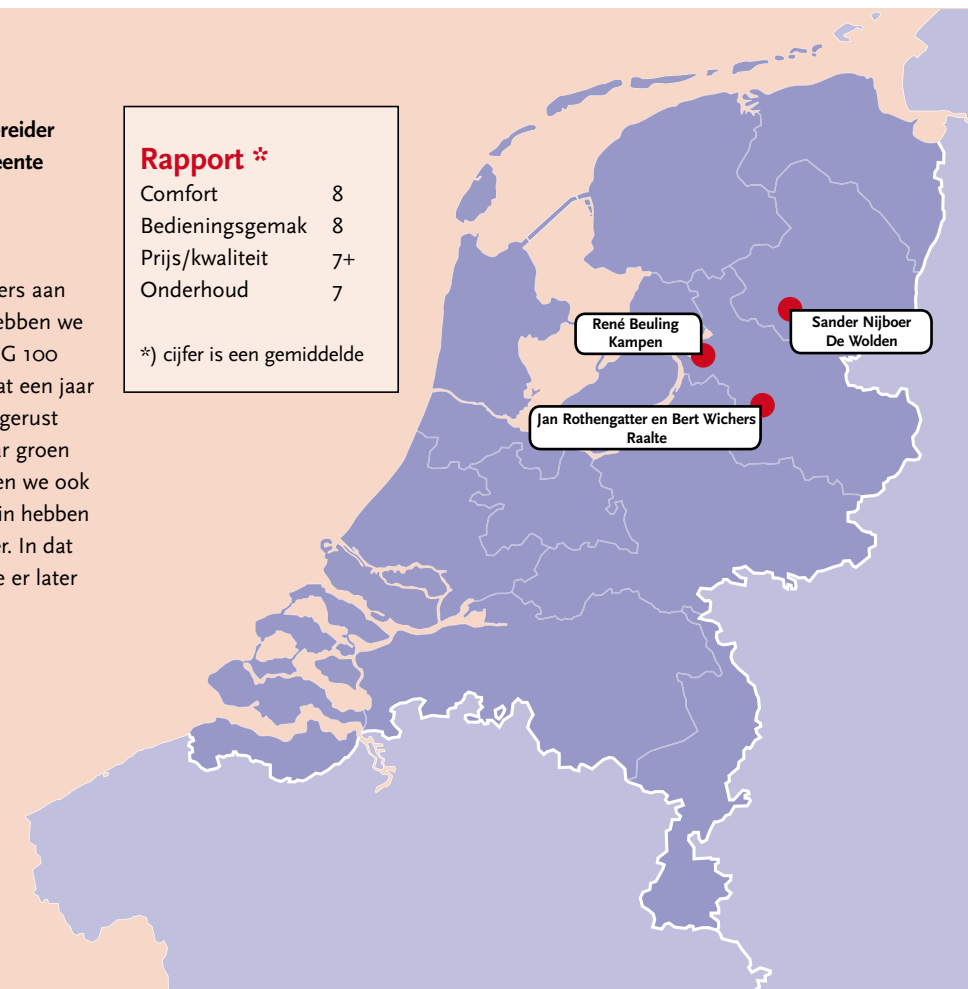 reider
eente
ers aan
ebben we
G 100
at een jaar
gerust
r groen
en we ook
in hebben
r. In dat
e er later
Rapport *
Comfort 8
Bedieningsgemak 8
Prijs/kwaliteit 7+
Onderhoud 7
*) cijfer is een gemiddelde
René Beuling
Kampen
Sander Nijboer
De Wolden
Jan Rothengatter en Bert Wichers
Raalte